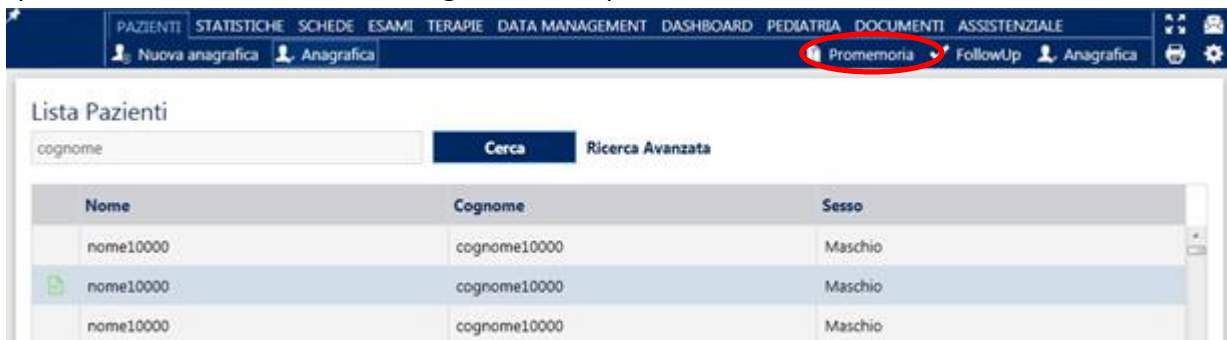 PAZIENTI STATISTICHE SCHEDE ESAMI TERAPIE DATA MANAGEMENT DASHBOARD PEDIATRIA DOCUMENTI ASSISTENZIALE
Nuova anagrafica Anagrafica Promemoria FollowUp Anagrafica
Lista Pazienti
cognome Cerca Ricerca Avanzata
Nome Cognome Sesso
nome10000 cognome10000 Maschio
nome10000 cognome10000 Maschio
nome10000 cognome10000 Maschio